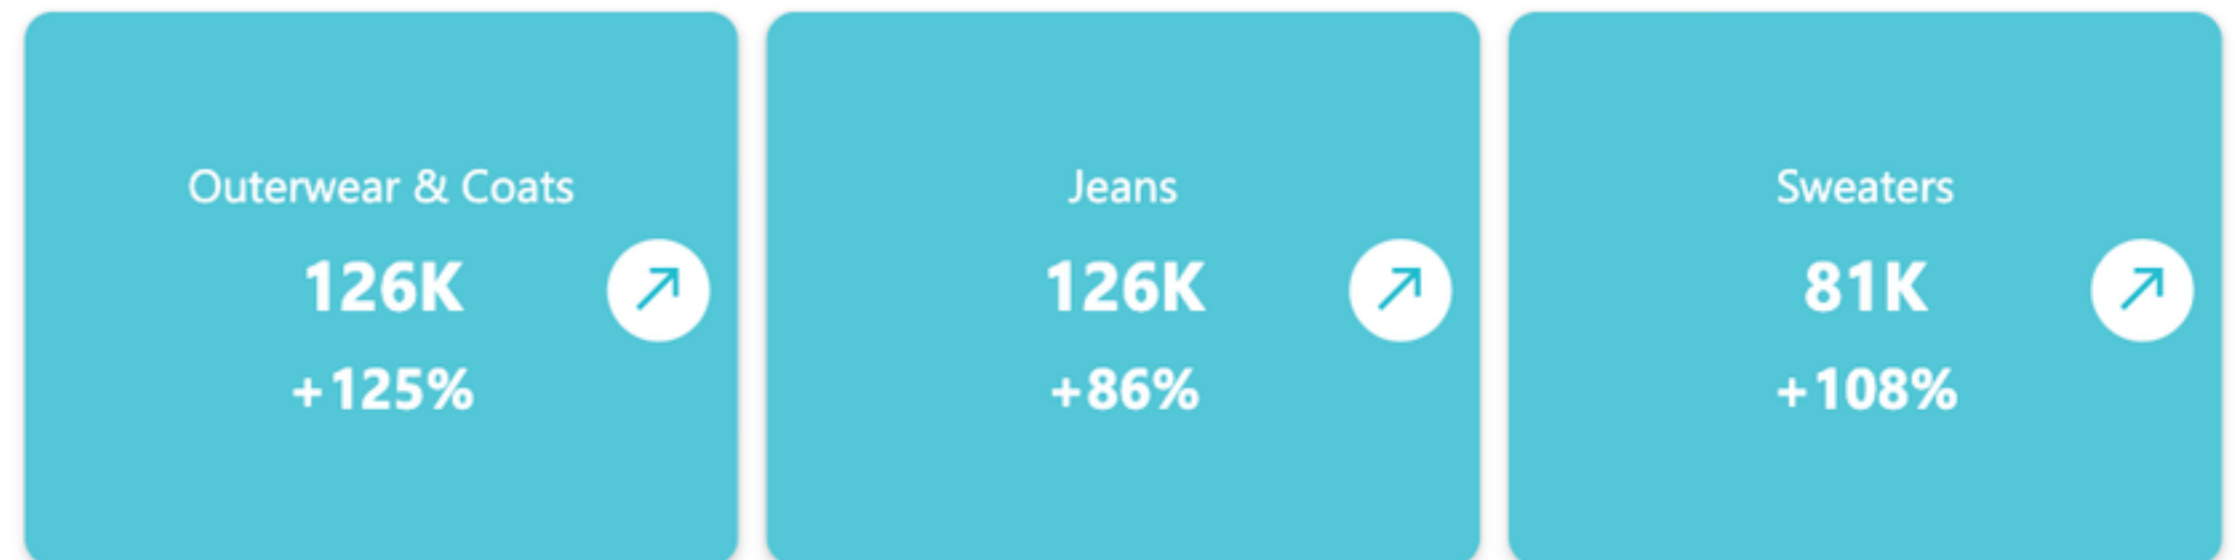 Outerwear & Coats
126K
+125%
Jeans
126K
+86%
Sweaters
81K
+108%